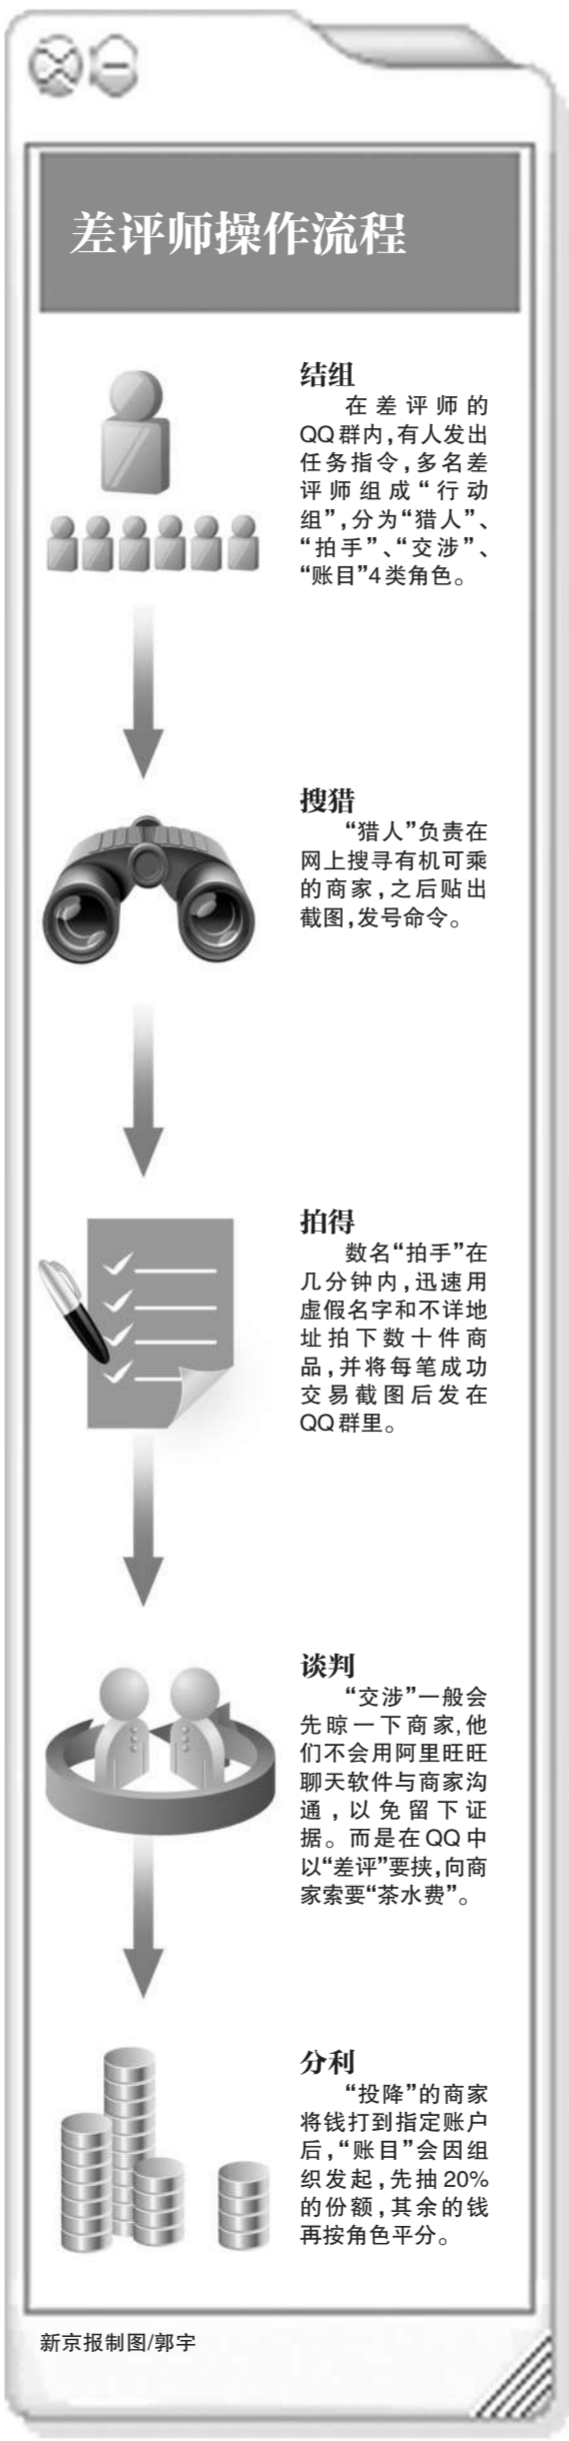 差评师操作流程
结组
在差评师的
QQ群内,有人发出
任务指令,多名差
评师组成“行动
组”,分为“猎人”、
“拍手”、“交涉”、
“账目”4类角色。
搜猎
“猎人”负责在
网上搜寻有机可乘
的商家,之后贴出
截图,发号命令。
拍得
数名“拍手”在
几分钟内,迅速用
虚假名字和不详地
址拍下数十件商
品,并将每笔成功
交易截图后发在
QQ群里。
谈判
“交涉”一般会
先晾一下商家,他
们不会用阿里旺旺
聊天软件与商家沟
通,以免留下证
据。而是在QQ中
以“差评”要挟,向商
家索要“茶水费”。
分利
“投降”的商家
将钱打到指定账户
后,“账目”会因组
织发起,先抽20%
的份额,其余的钱
再按角色平分。
新京报制图/郭宇